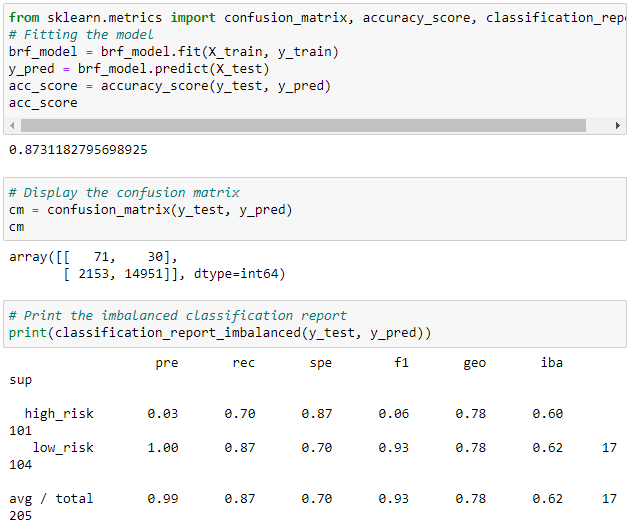 from sklearn.metrics import confusion_matrix, accuracy_score, classification_repo
# Fitting the model
brf_model = brf_model.fit(X_train, y_train)
y_pred = brf_model.predict(X_test)
acc_score = accuracy_score(y_test, y_pred)
acc_score
0.8731182795698925
# Display the confusion matrix
cm = confusion_matrix(y_test, y_pred)
cm
array([[   71,    30],
       [ 2153, 14951]], dtype=int64)
# Print the imbalanced classification report
print(classification_report_imbalanced(y_test, y_pred))
pre rec spe f1 geo iba
sup
high_risk 0.03 0.70 0.87 0.06 0.78 0.60
101
low_risk 1.00 0.87 0.70 0.93 0.78 0.62 17
104
avg / total 0.99 0.87 0.70 0.93 0.78 0.62 17
205